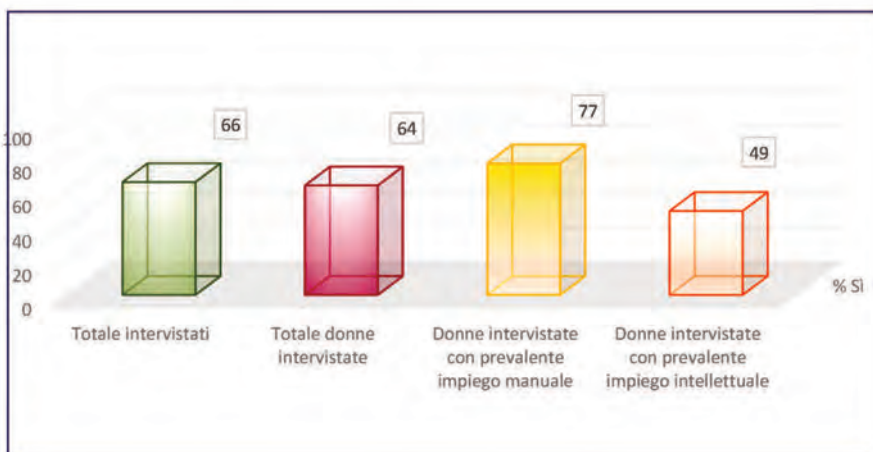 66
64
77
49
100
80
60
40
20
0
% Sì
Totale intervistati
Totale donne
intervistate
Donne intervistate
con prevalente
impiego manuale
Donne intervistate
con prevalente
impiego intellettuale